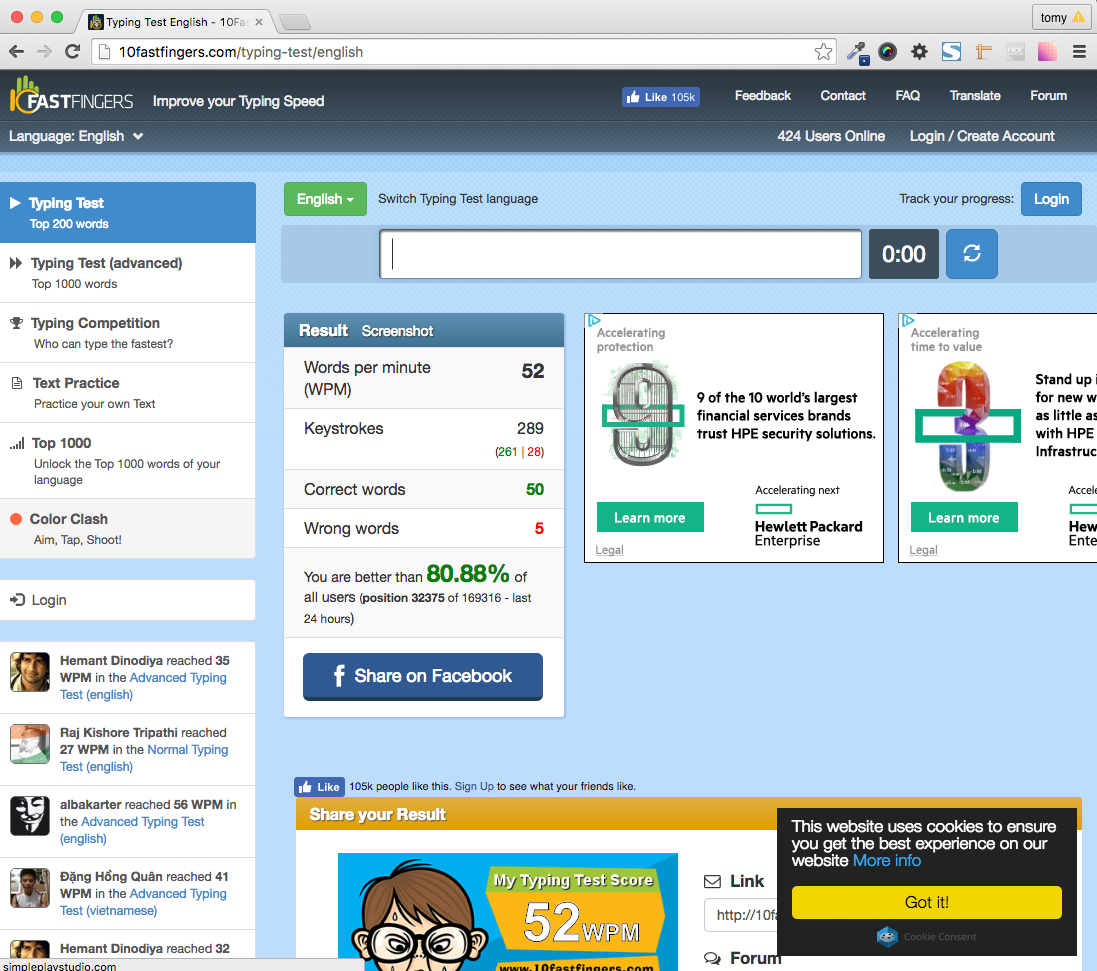 Typing Test English - 10Fas
tomy
10fastfingers.com/typing-test/english
10FASTFINGERS
Improve your Typing Speed
Like 105k
Feedback
Contact
FAQ
Translate
Forum
Language: English
424 Users Online
Login / Create Account
Typing Test
Top 200 words
Typing Test (advanced)
Top 1000 words
Typing Competition
Who can type the fastest?
Text Practice
Practice your own Text
Top 1000
Unlock the Top 1000 words of your
language
Color Clash
Aim, Tap, Shoot!
Login
Hemant Dinodiya reached 35
WPM in the Advanced Typing
Test (english)
Raj Kishore Tripathi reached
27 WPM in the Normal Typing
Test (english)
albakarter reached 56 WPM in
the Advanced Typing Test
(english)
Đặng Hồng Quân reached 41
WPM in the Advanced Typing
Test (vietnamese)
Hemant Dinodiya reached 32
simpleplaystudio.com
English
Switch Typing Test language
Track your progress:
Login
0:00
Result Screenshot
Words per minute
(WPM)
52
Keystrokes
289
(261 | 28)
Correct words
50
Wrong words
5
You are better than 80.88% of
all users (position 32375 of 169316 - last
24 hours)
Share on Facebook
Accelerating
protection
9 of the 10 world's largest
financial services brands
trust HPE security solutions.
Learn more
Accelerating next
Hewlett Packard
Enterprise
Legal
Accelerating
time to value
Stand up i
for new w
as little as
with HPE
Infrastruc
Learn more
Accele
Hew
Ente
Legal
Like
105k people like this. Sign Up to see what your friends like.
Share your Result
My Typing Test Score
52 WPM
www.10fastfingers.com
Link
http://10fa
Forum
This website uses cookies to ensure
you get the best experience on our
website More info
Got it!
Cookie Consent